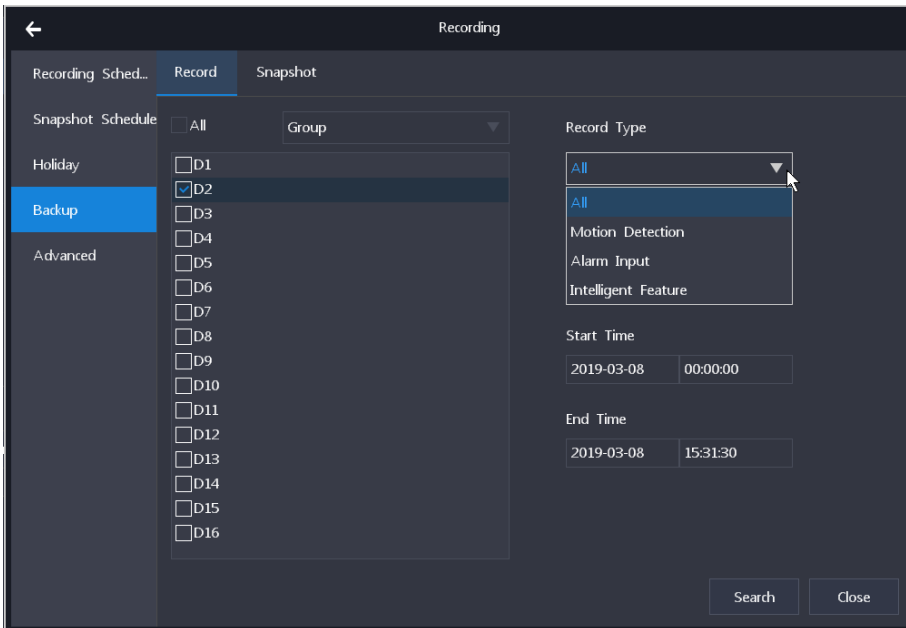 Recording
Recording Sched...
Snapshot Schedule
Holiday
Backup
Advanced
Record
Snapshot
All
Group
D1
D2
D3
D4
D5
D6
D7
D8
D9
D10
D11
D12
D13
D14
D15
D16
Record Type
All
All
Motion Detection
Alarm Input
Intelligent Feature
Start Time
2019-03-08 00:00:00
End Time
2019-03-08 15:31:30
Search
Close